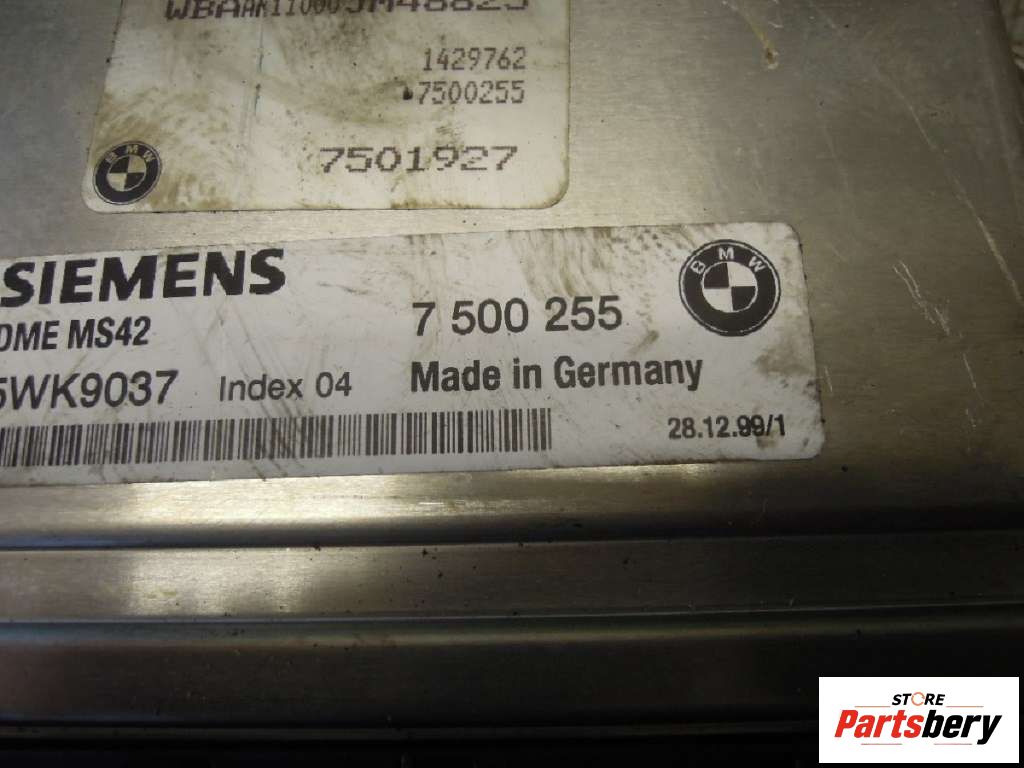 1429762
7500255
BMW
7501927
SIEMENS
7 500 255
BMW
DME MS42
5WK9037 Index 04
Made in Germany
28.12.99/1
STORE
Partsbery